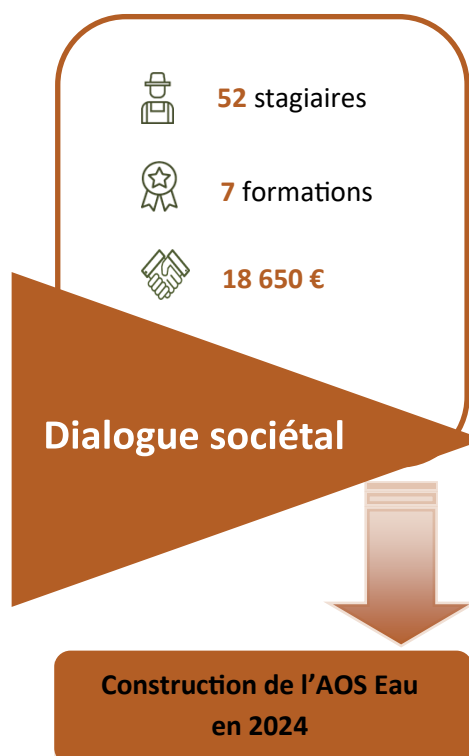 52 stagiaires
7 formations
18 650 €
Dialogue sociétal
Construction de l’AOS Eau
en 2024